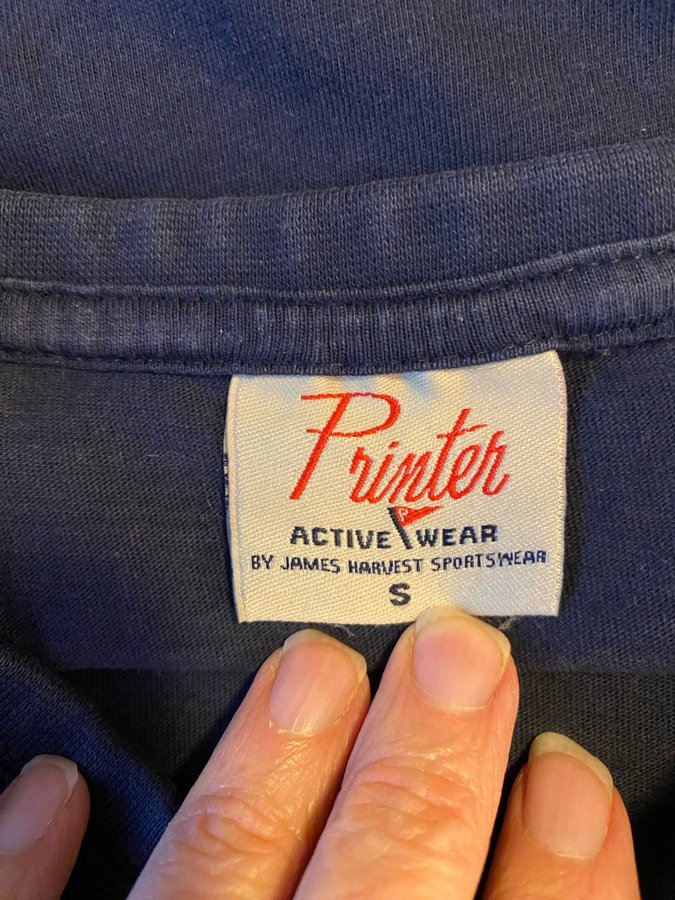 Printer
P
ACTIVE WEAR
BY JAMES HARVEST SPORTSWEAR
S